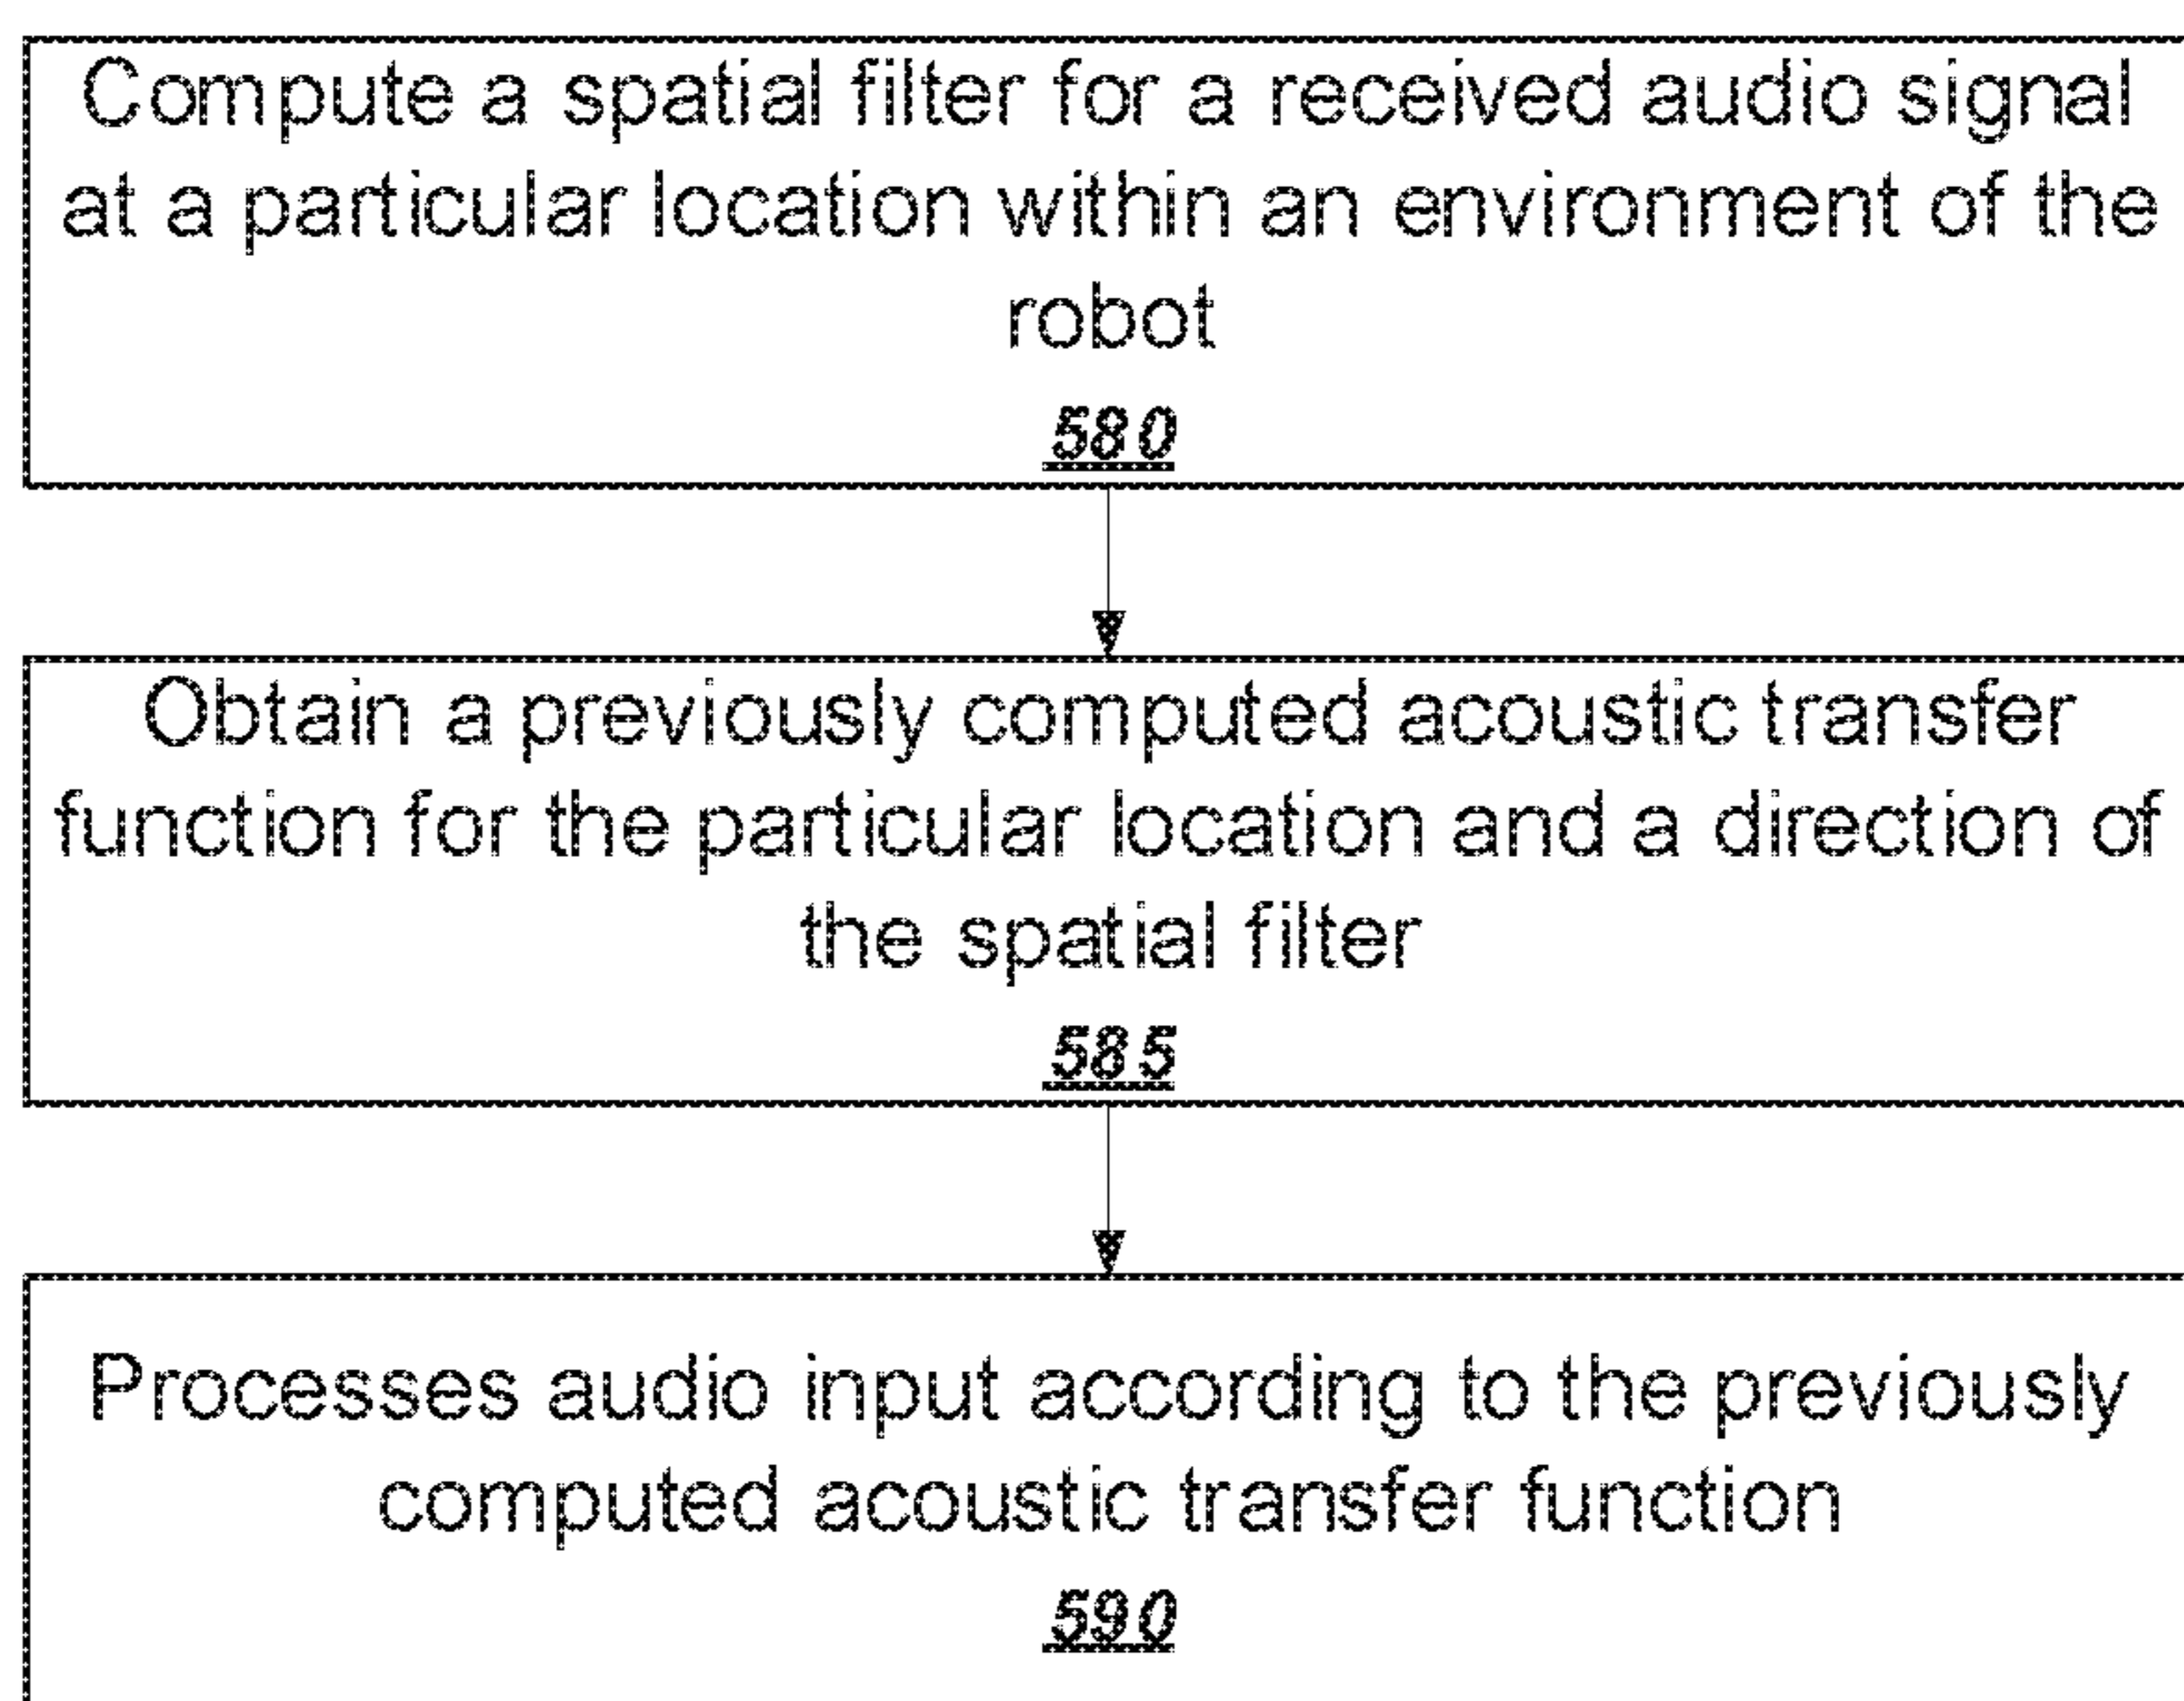 Compute a spatial filter for a received audio signal
at a particular location within an environment of the
robot
580
Obtain a previously computed acoustic transfer
function for the particular location and a direction of
the spatial filter
585
Processes audio input according to the previously
computed acoustic transfer function
590